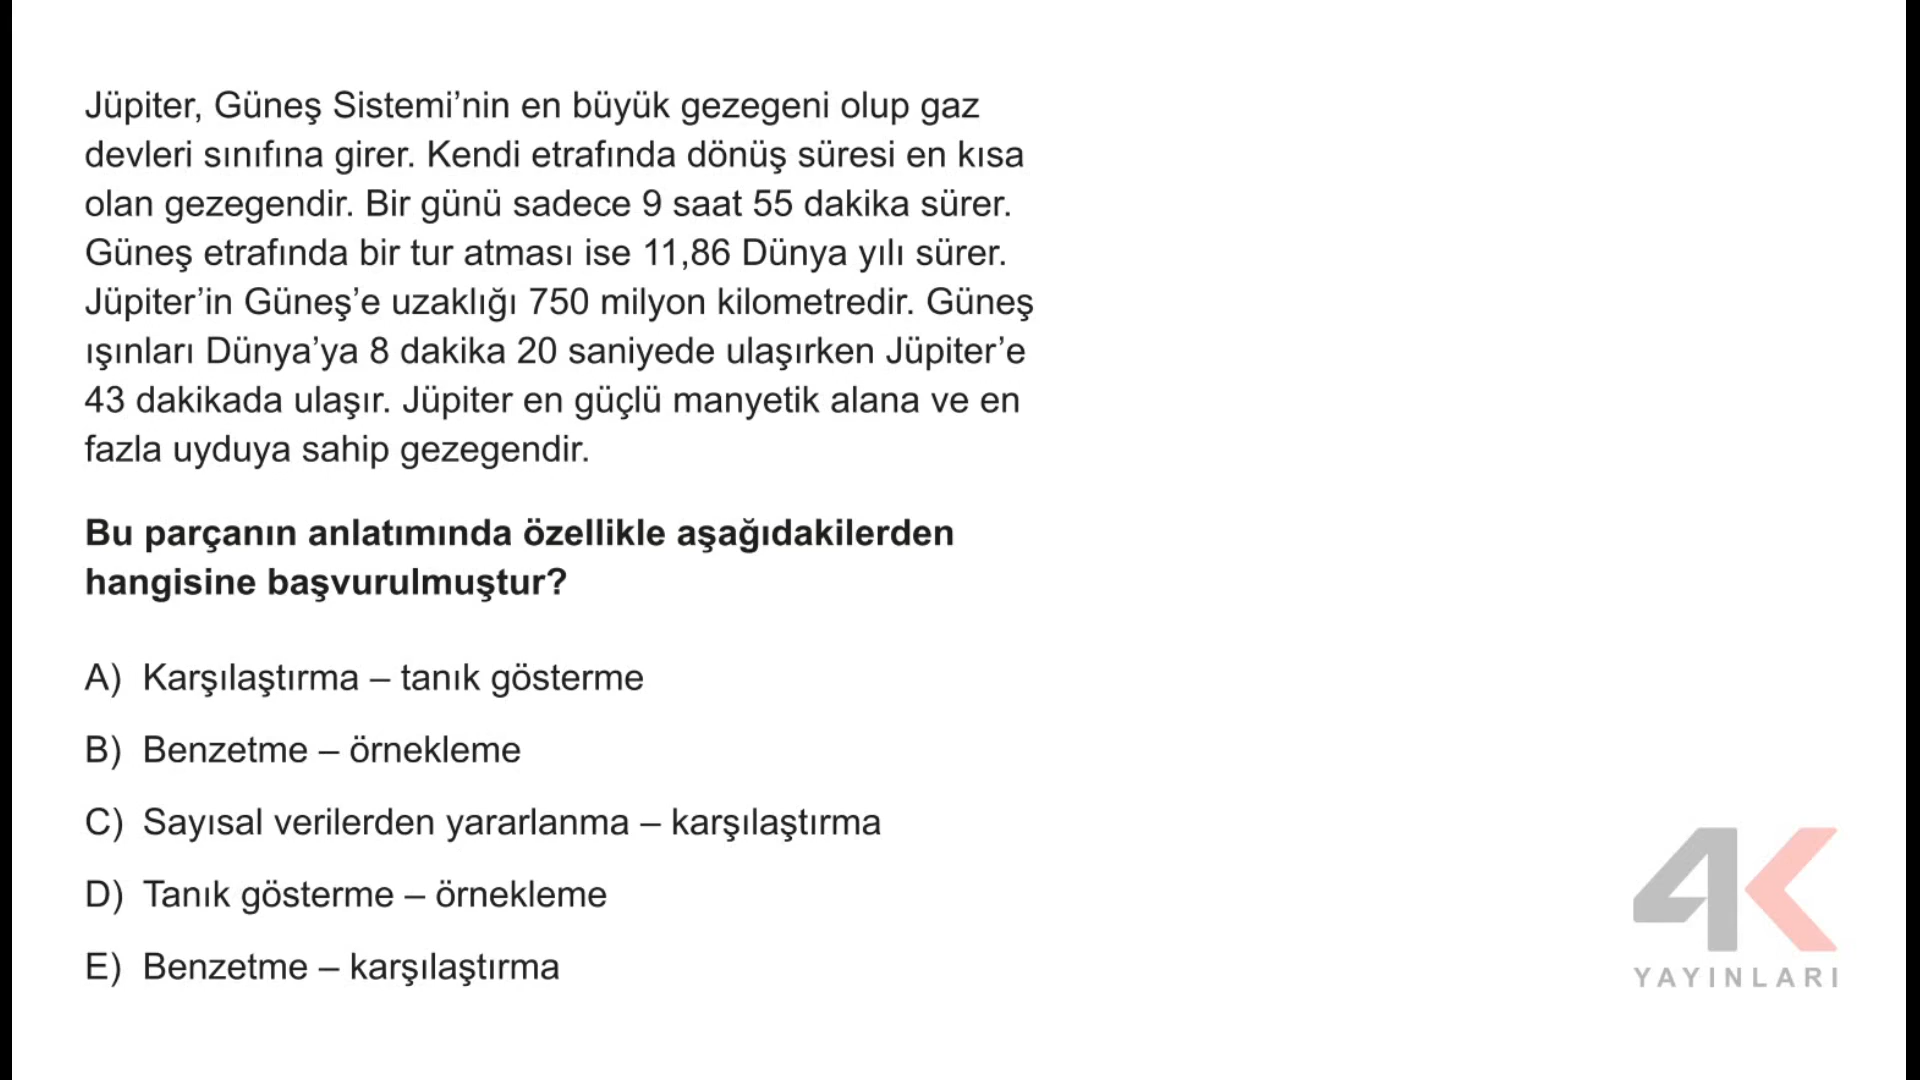 Jüpiter, Güneş Sistemi’nin en büyük gezegeni olup gaz
devleri sınıfına girer. Kendi etrafında dönüş süresi en kısa
olan gezegendir. Bir günü sadece 9 saat 55 dakika sürer.
Güneş etrafında bir tur atması ise 11,86 Dünya yılı sürer.
Jüpiter’in Güneş’e uzaklığı 750 milyon kilometredir. Güneş
ışınları Dünya’ya 8 dakika 20 saniyede ulaşırken Jüpiter’e
43 dakikada ulaşır. Jüpiter en güçlü manyetik alana ve en
fazla uyduya sahip gezegendir.
Bu parçanın anlatımında özellikle aşağıdakilerden
hangisine başvurulmuştur?
A) Karşılaştırma – tanık gösterme
B) Benzetme – örnekleme
C) Sayısal verilerden yararlanma – karşılaştırma
D) Tanık gösterme – örnekleme
E) Benzetme – karşılaştırma
4K
YAYINLARI